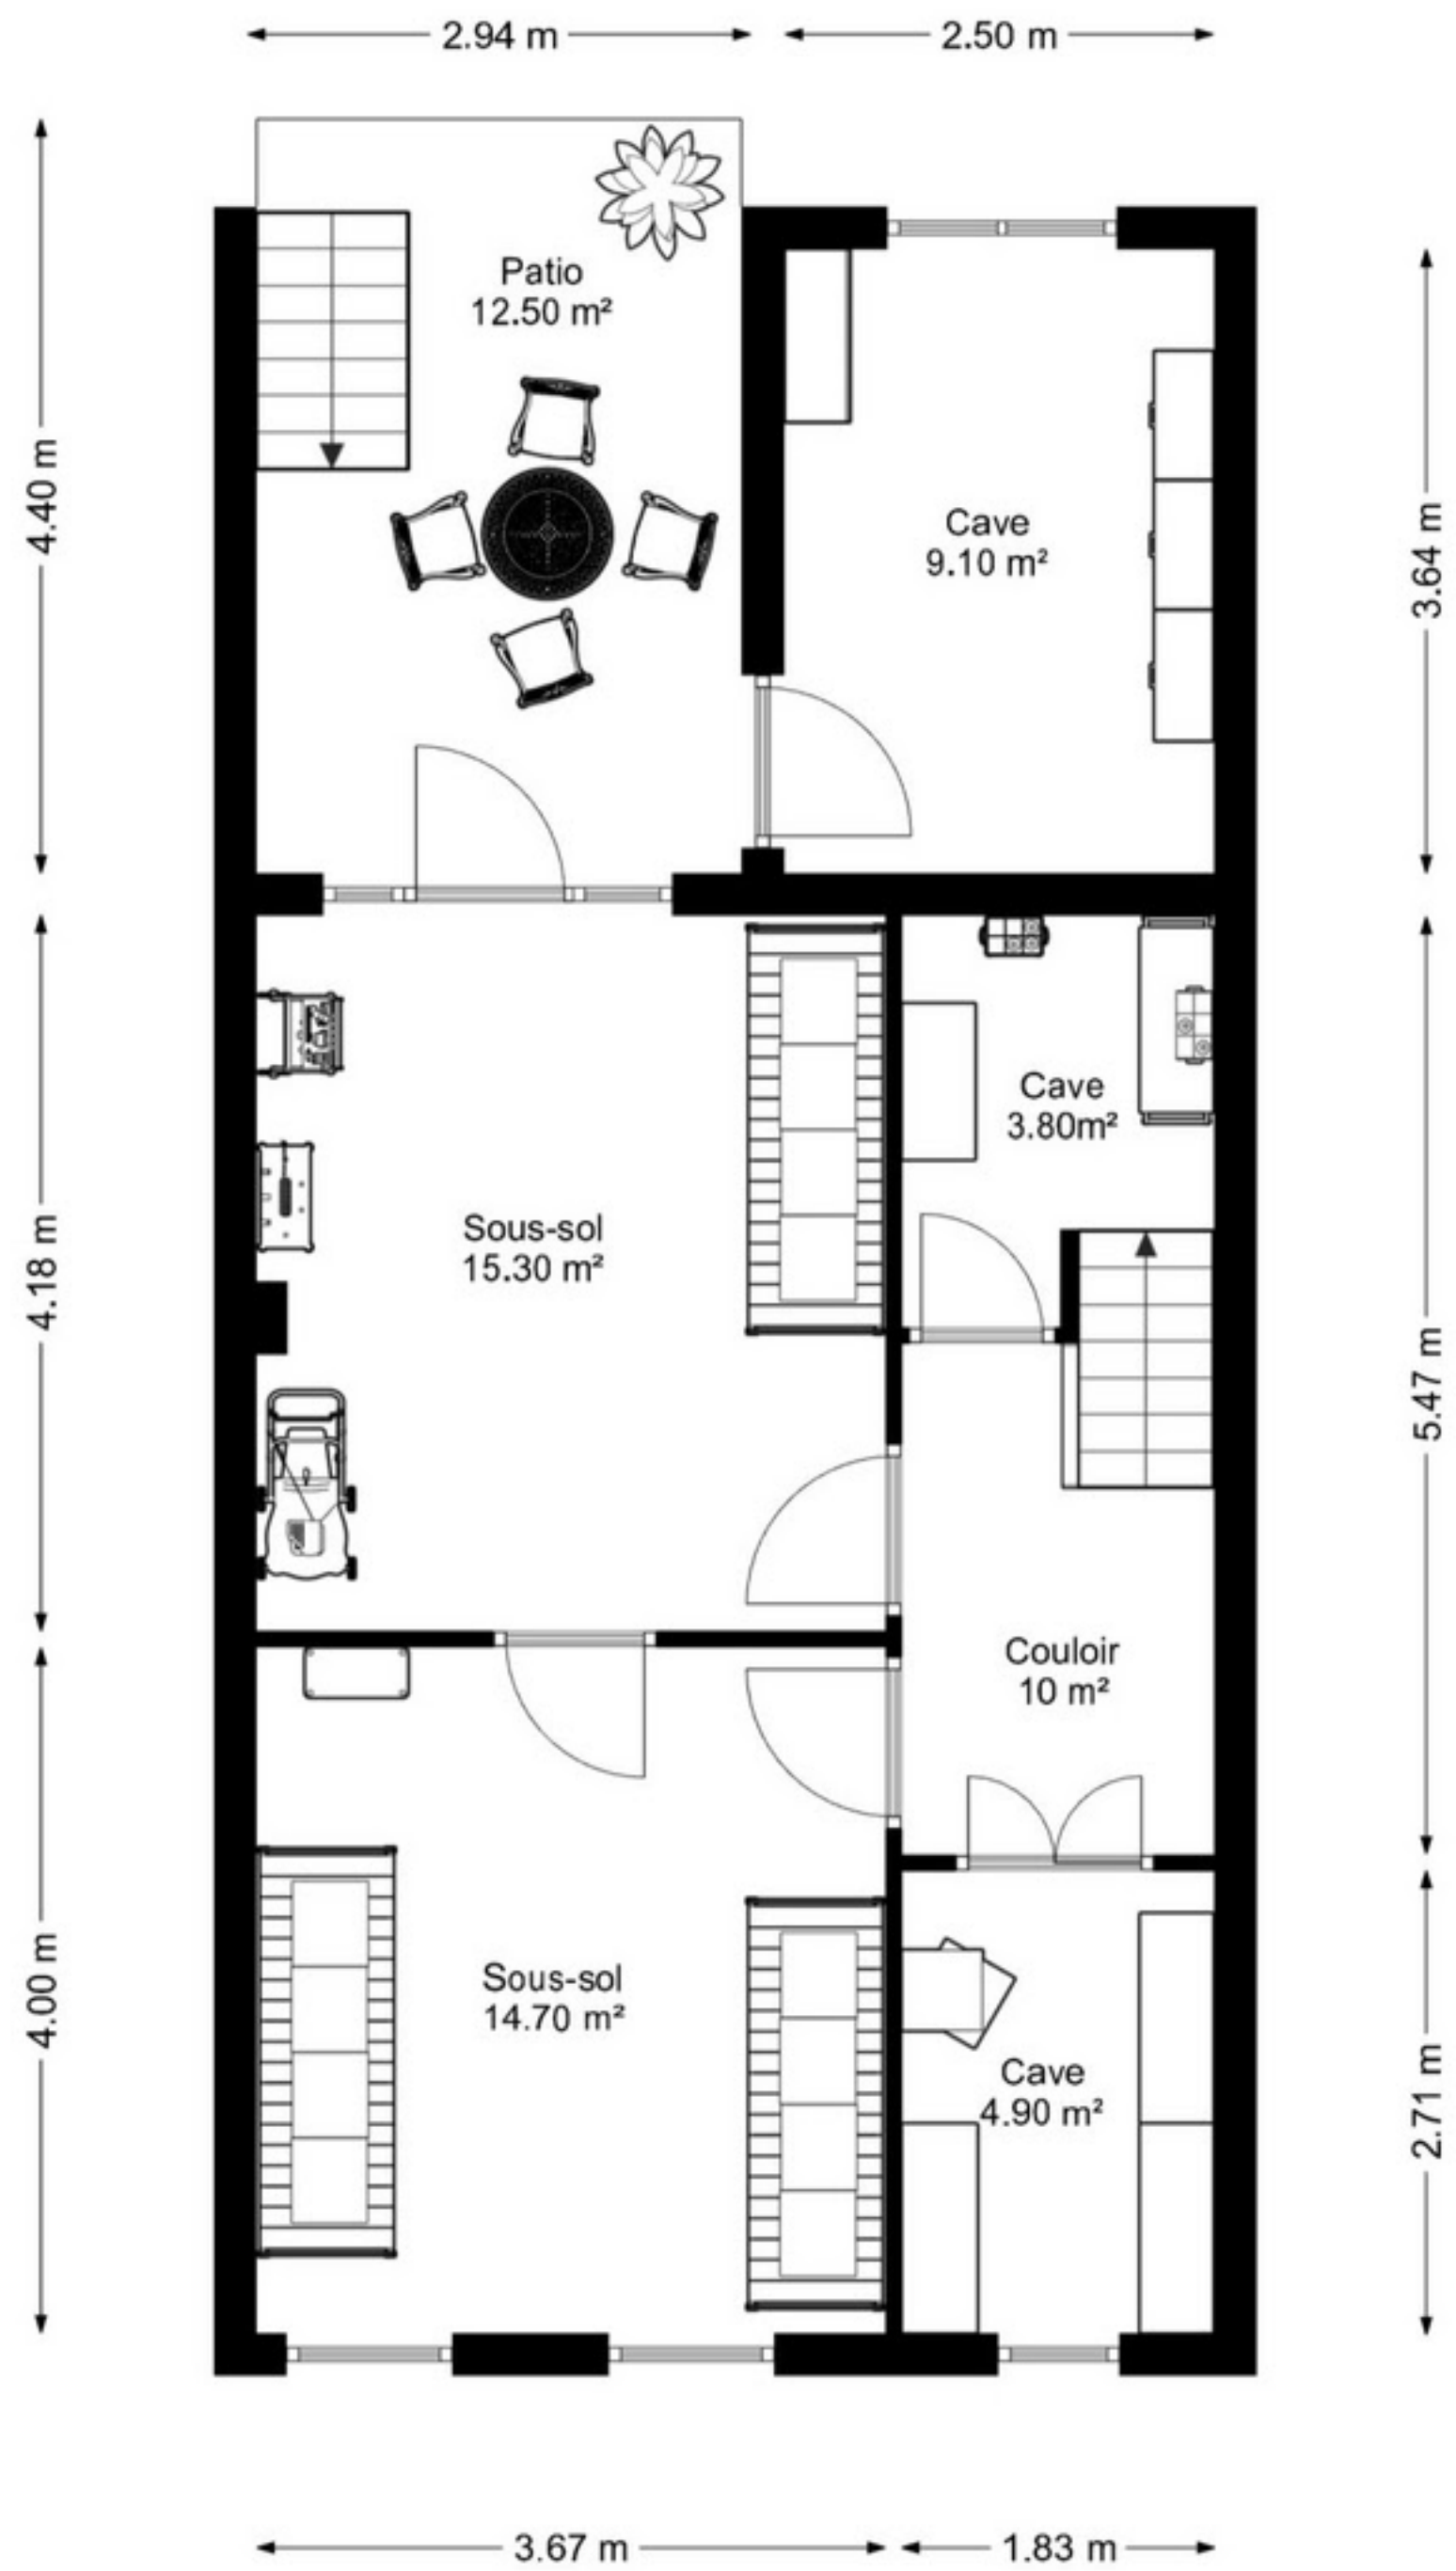 2.94 m
2.50 m
Patio
12.50 m²
4.40 m
Cave
9.10 m²
3.64 m
Cave
3.80m²
Sous-sol
15.30 m²
4.18 m
5.47 m
Couloir
10 m²
Sous-sol
14.70 m²
4.00 m
Cave
4.90 m²
2.71 m
3.67 m
1.83 m